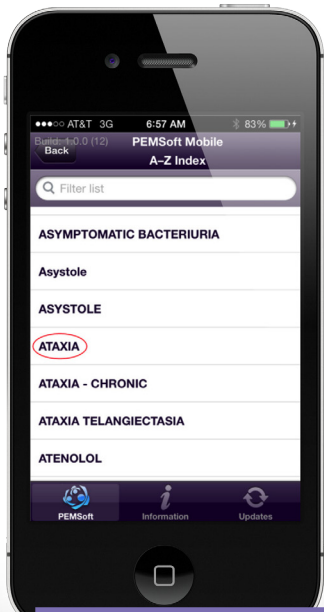 AT&T 3G 6:57 AM 83%
Build: 1.0.0 (12) PEMSoft Mobile
Back
A–Z Index
Filter list
ASYMPTOMATIC BACTERIURIA
Asystole
ASYSTOLE
ATAXIA
ATAXIA - CHRONIC
ATAXIA TELANGIECTASIA
ATENOLOL
PEMSoft Information Updates